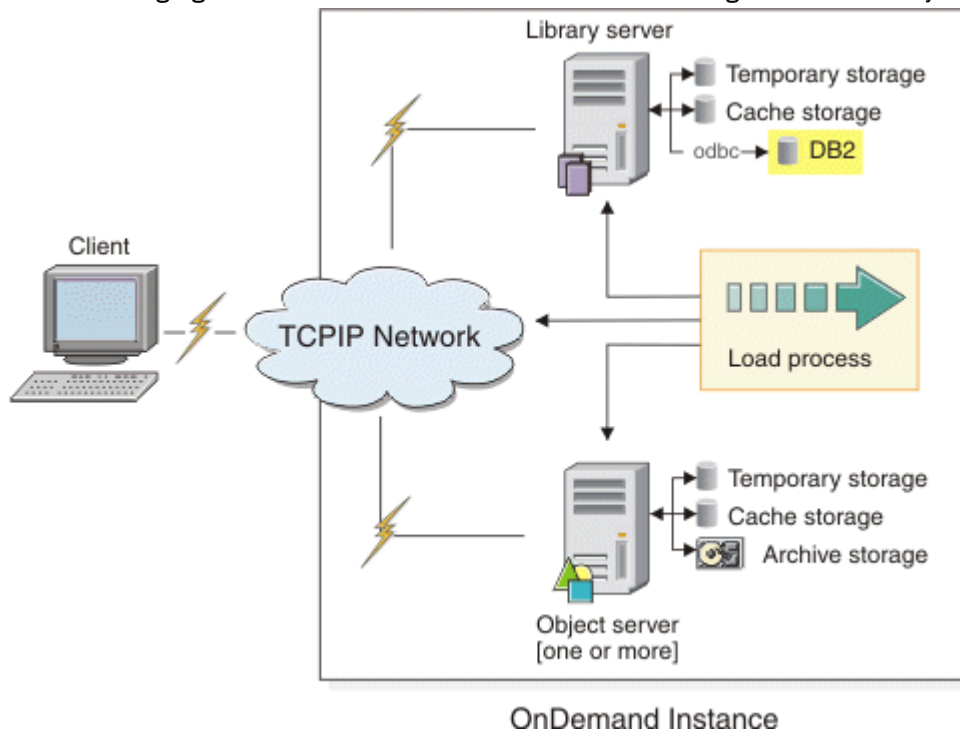 Library server
Temporary storage
Cache storage
odbc
DB2
Client
TCPIP Network
Load process
Temporary storage
Cache storage
Archive storage
Object server
[one or more]
OnDemand Instance